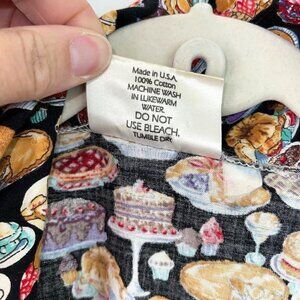 Made in U.S.A.
100% Cotton
MACHINE WASH
IN LUKEWARM
WATER.
DO NOT
USE BLEACH.
TUMBLE DRY